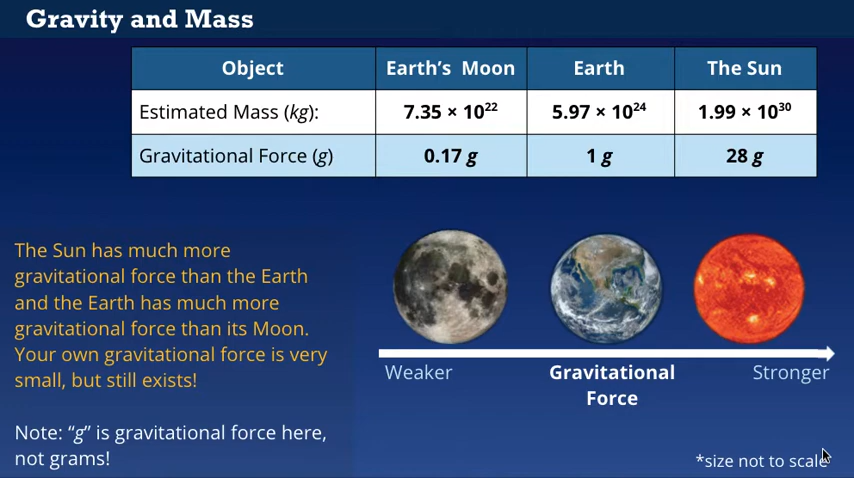 Gravity and Mass
Object Earth's Moon Earth The Sun
Estimated Mass (kg): 7.35 × 10²² 5.97 × 10²⁴ 1.99 × 10³⁰
Gravitational Force (g) 0.17 g 1 g 28 g
The Sun has much more
gravitational force than the Earth
and the Earth has much more
gravitational force than its Moon.
Your own gravitational force is very
small, but still exists!
Note: “g” is gravitational force here,
not grams!
Weaker
Gravitational
Force
Stronger
*size not to scale